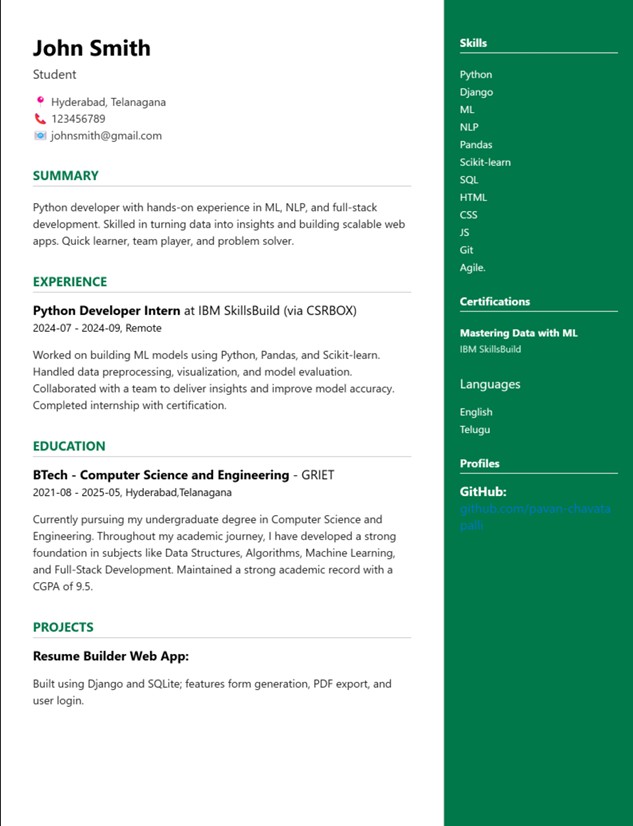 John Smith
Student
Hyderabad, Telanagana
123456789
johnsmith@gmail.com
SUMMARY
Python developer with hands-on experience in ML, NLP, and full-stack
development. Skilled in turning data into insights and building scalable web
apps. Quick learner, team player, and problem solver.
EXPERIENCE
Python Developer Intern at IBM SkillsBuild (via CSRBOX)
2024-07 - 2024-09, Remote
Worked on building ML models using Python, Pandas, and Scikit-learn.
Handled data preprocessing, visualization, and model evaluation.
Collaborated with a team to deliver insights and improve model accuracy.
Completed internship with certification.
EDUCATION
BTech - Computer Science and Engineering - GRIET
2021-08 - 2025-05, Hyderabad,Telanagana
Currently pursuing my undergraduate degree in Computer Science and
Engineering. Throughout my academic journey, I have developed a strong
foundation in subjects like Data Structures, Algorithms, Machine Learning,
and Full-Stack Development. Maintained a strong academic record with a
CGPA of 9.5.
PROJECTS
Resume Builder Web App:
Built using Django and SQLite; features form generation, PDF export, and
user login.
Skills
Python
Django
ML
NLP
Pandas
Scikit-learn
SQL
HTML
CSS
JS
Git
Agile.
Certifications
Mastering Data with ML
IBM SkillsBuild
Languages
English
Telugu
Profiles
GitHub:
github.com/pavan-chavata
palli